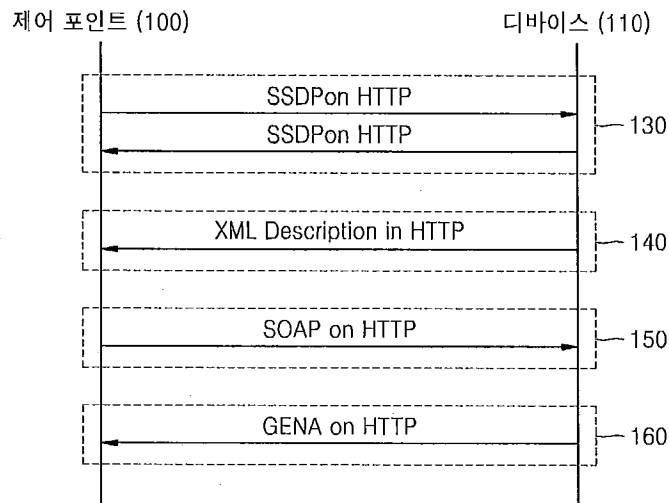 제어 포인트 (100)
디바이스 (110)
SSDPon HTTP
SSDPon HTTP
130
XML Description in HTTP
140
SOAP on HTTP
150
GENA on HTTP
160